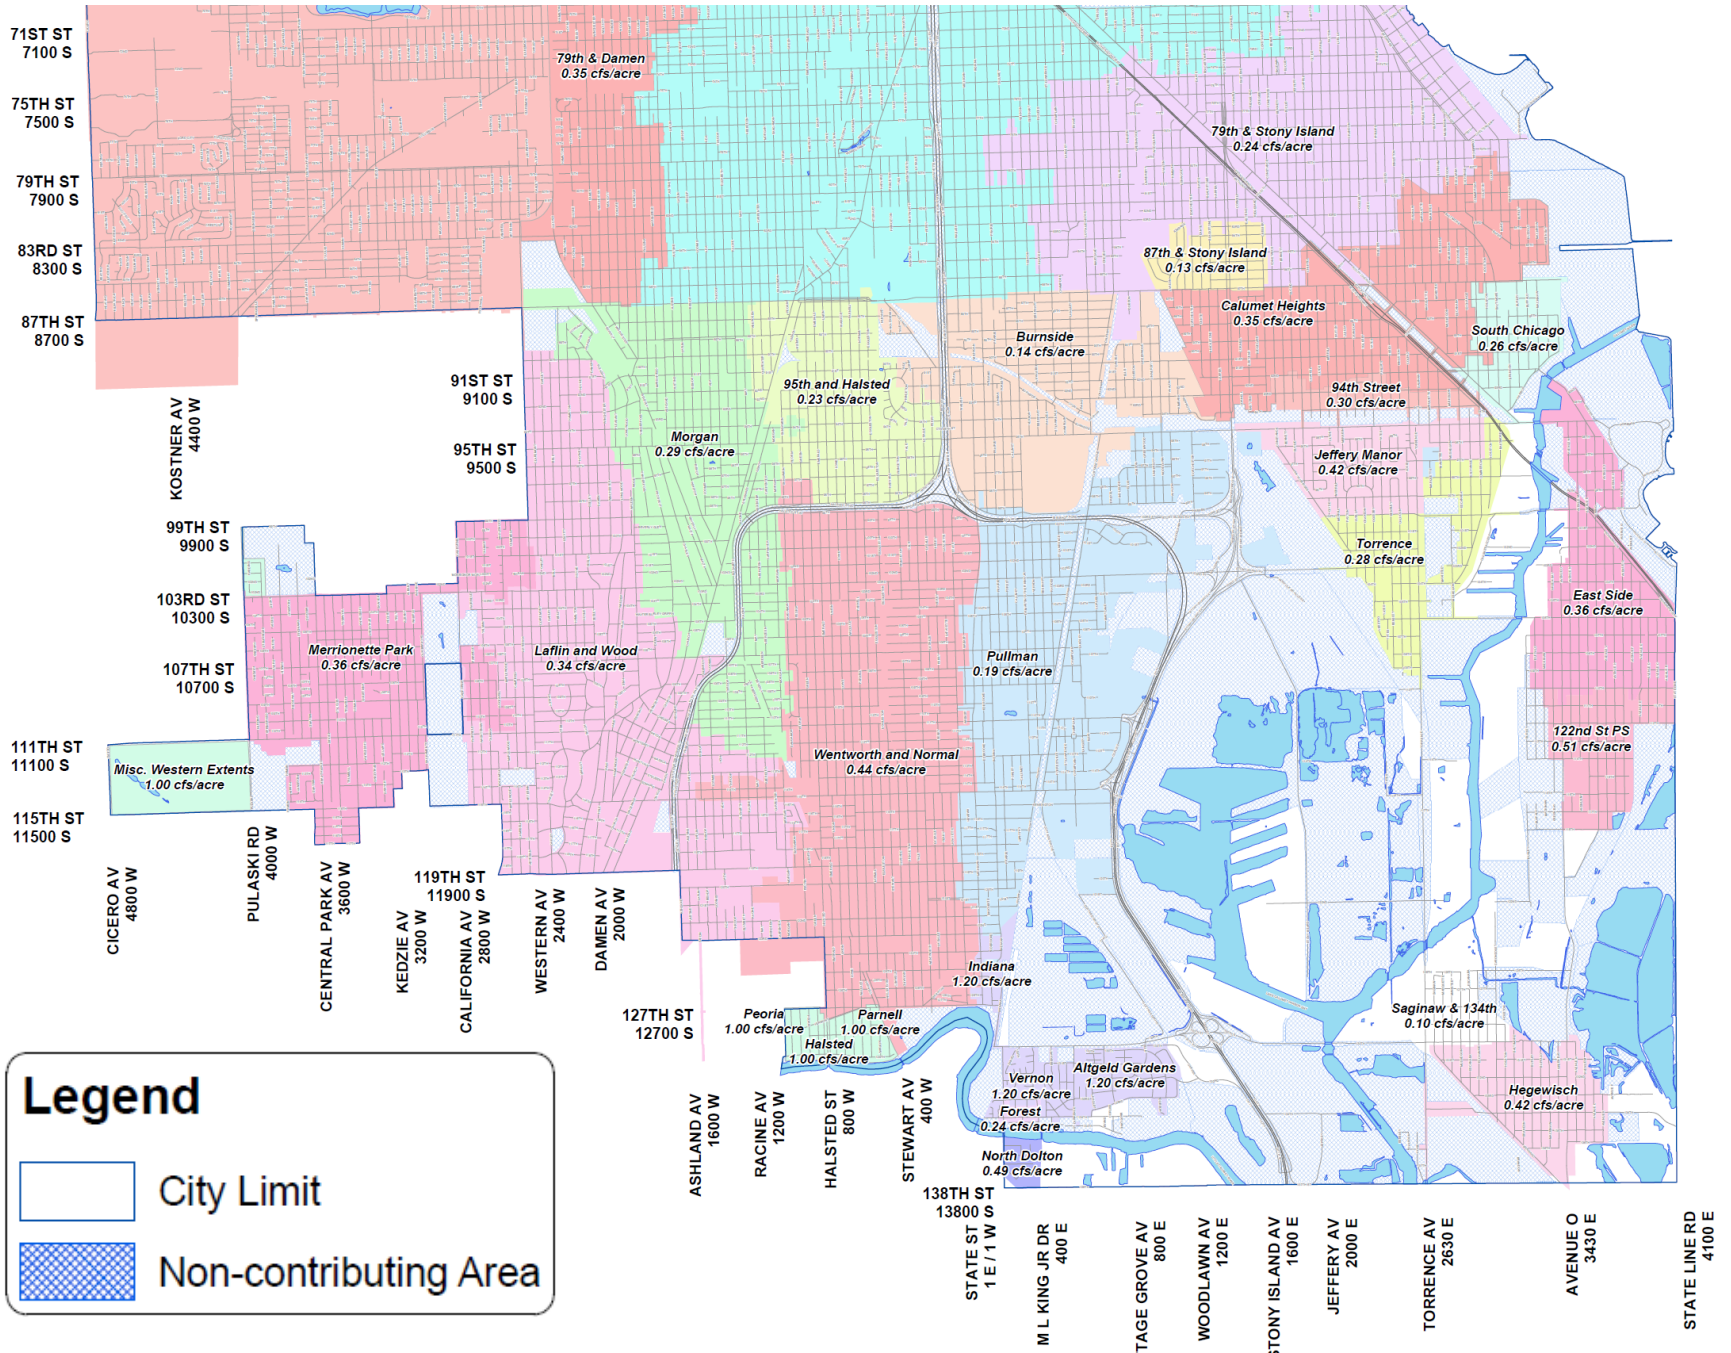 71ST ST
7100 S
75TH ST
7500 S
79TH ST
7900 S
83RD ST
8300 S
87TH ST
8700 S
91ST ST
9100 S
95TH ST
9500 S
99TH ST
9900 S
103RD ST
10300 S
107TH ST
10700 S
111TH ST
11100 S
115TH ST
11500 S
119TH ST
11900 S
127TH ST
12700 S
138TH ST
13800 S
79th & Damen
0.35 cfs/acre
79th & Stony Island
0.24 cfs/acre
87th & Stony Island
0.13 cfs/acre
Calumet Heights
0.35 cfs/acre
South Chicago
0.26 cfs/acre
Burnside
0.14 cfs/acre
95th and Halsted
0.23 cfs/acre
94th Street
0.30 cfs/acre
Morgan
0.29 cfs/acre
Jeffery Manor
0.42 cfs/acre
Torrence
0.28 cfs/acre
East Side
0.36 cfs/acre
Merrionette Park
0.36 cfs/acre
Laflin and Wood
0.34 cfs/acre
Pullman
0.19 cfs/acre
122nd St PS
0.51 cfs/acre
Wentworth and Normal
0.44 cfs/acre
Misc. Western Extents
1.00 cfs/acre
Indiana
1.20 cfs/acre
Peoria
1.00 cfs/acre
Parnell
1.00 cfs/acre
Halsted
1.00 cfs/acre
Saginaw & 134th
0.10 cfs/acre
Altgeld Gardens
1.20 cfs/acre
Vernon
1.20 cfs/acre
Hegewisch
0.42 cfs/acre
Forest
0.24 cfs/acre
North Dolton
0.49 cfs/acre
KOSTNER AV
4400 W
CICERO AV
4800 W
PULASKI RD
4000 W
CENTRAL PARK AV
3600 W
KEDZIE AV
3200 W
CALIFORNIA AV
2800 W
WESTERN AV
2400 W
DAMEN AV
2000 W
ASHLAND AV
1600 W
RACINE AV
1200 W
HALSTED ST
800 W
STEWART AV
400 W
STATE ST
1 E / 1 W
M L KING JR DR
400 E
TAGE GROVE AV
800 E
WOODLAWN AV
1200 E
STONY ISLAND AV
1600 E
JEFFERY AV
2000 E
TORRENCE AV
2630 E
AVENUE O
3430 E
STATE LINE RD
4100 E
Legend
City Limit
Non-contributing Area